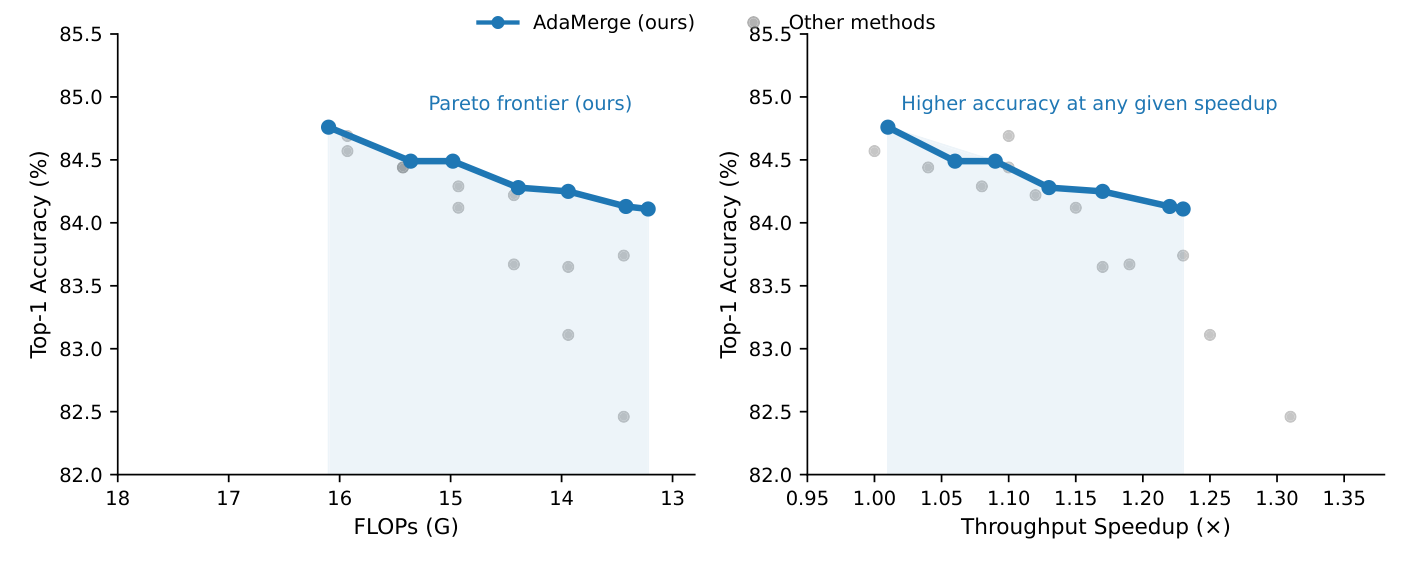 AdaMerge (ours)
Other methods
Pareto frontier (ours)
Top-1 Accuracy (%)
85.5
85.0
84.5
84.0
83.5
83.0
82.5
82.0
18 17 16 15 14 13
FLOPs (G)
Higher accuracy at any given speedup
Top-1 Accuracy (%)
85.5
85.0
84.5
84.0
83.5
83.0
82.5
82.0
0.95 1.00 1.05 1.10 1.15 1.20 1.25 1.30 1.35
Throughput Speedup (×)